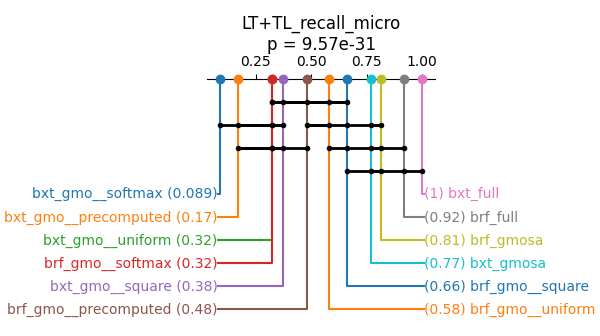 LT+TL_recall_micro
p = 9.57e-31
0.25 0.50 0.75 1.00
bxt_gmo__softmax (0.089) (1) bxt_full
bxt_gmo__precomputed (0.17) (0.92) brf_full
bxt_gmo__uniform (0.32) (0.81) brf_gmosa
brf_gmo__softmax (0.32) (0.77) bxt_gmosa
bxt_gmo__square (0.38) (0.66) brf_gmo__square
brf_gmo__precomputed (0.48) (0.58) brf_gmo__uniform